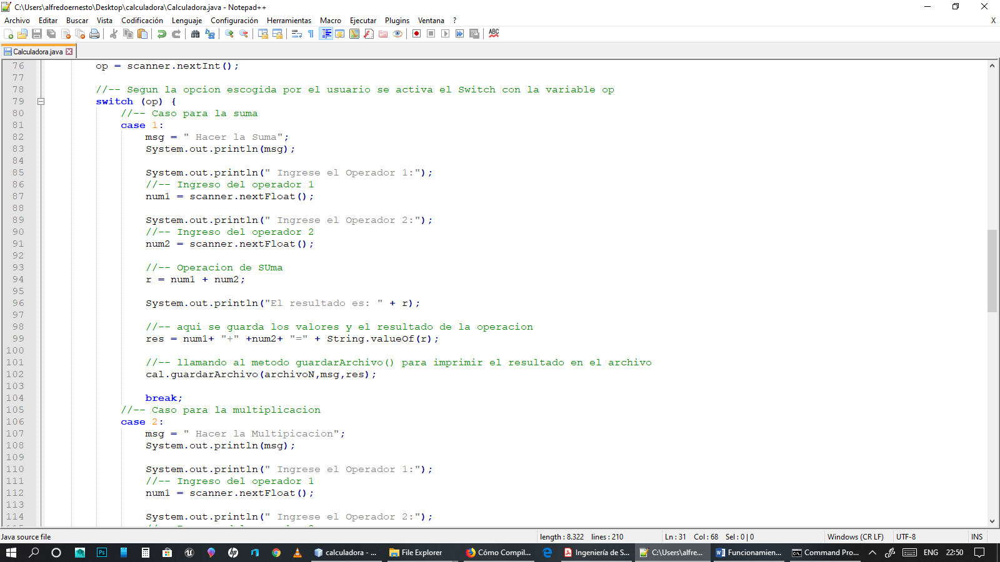 C:\Users\alfredoernesto\Desktop\calculadora\Calculadora.java - Notepad++
Archivo Editar Buscar Vista Codificación Lenguaje Configuración Herramientas Macro Ejecutar Plugins Ventana ? X
ABC
Calculadora.java
76 op = scanner.nextInt();
77
78 //-- Segun la opcion escogida por el usuario se activa el Switch con la variable op
79 switch (op) {
80 //-- Caso para la suma
81 case 1:
82 msg = " Hacer la Suma";
83 System.out.println(msg);
84
85 System.out.println(" Ingrese el Operador 1:");
86 //-- Ingreso del operador 1
87 num1 = scanner.nextFloat();
88
89 System.out.println(" Ingrese el Operador 2:");
90 //-- Ingreso del operador 2
91 num2 = scanner.nextFloat();
92
93 //-- Operacion de SUma
94 r = num1 + num2;
95
96 System.out.println("El resultado es: " + r);
97
98 //-- aqui se guarda los valores y el resultado de la operacion
99 res = num1+ "+" +num2+ "=" + String.valueOf(r);
100
101 //-- llamando al metodo guardarArchivo() para imprimir el resultado en el archivo
102 cal.guardarArchivo(archivoN,msg,res);
103
104 break;
105 //-- Caso para la multiplicacion
106 case 2:
107 msg = " Hacer la Multipicacion";
108 System.out.println(msg);
109
110 System.out.println(" Ingrese el Operador 1:");
111 //-- Ingreso del operador 1
112 num1 = scanner.nextFloat();
113
114 System.out.println(" Ingrese el Operador 2:");
Java source file length : 8.322 lines : 210 Ln : 31 Col : 68 Sel : 0 | 0 Windows (CR LF) UTF-8 INS
Ps hp calculadora - ... File Explorer Cómo Compil... Ingeniería de S... C:\Users\alfre... Funcionamien... Command Pro... ENG 22:50